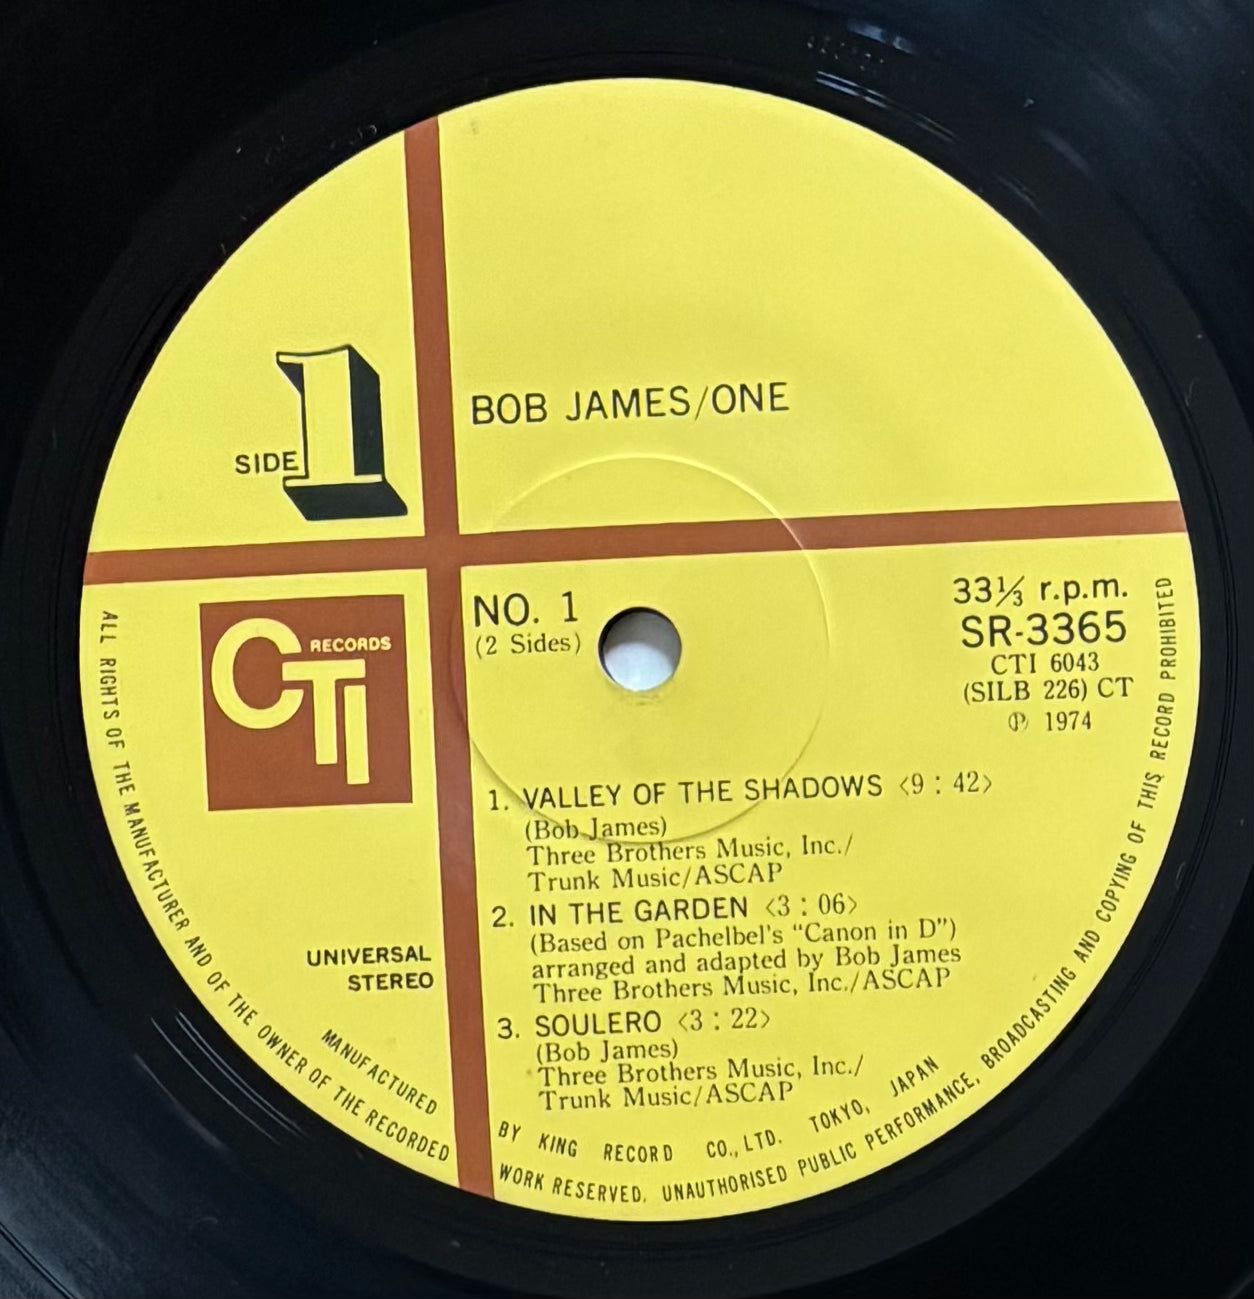 BOB JAMES/ONE
SIDE 1
CTI RECORDS
NO. 1
(2 Sides)
33⅓ r.p.m.
SR-3365
CTI 6043
(SILB 226) CT
℗ 1974
1. VALLEY OF THE SHADOWS <9 : 42>
(Bob James)
Three Brothers Music, Inc./
Trunk Music/ASCAP
2. IN THE GARDEN <3 : 06>
(Based on Pachelbel's “Canon in D”)
arranged and adapted by Bob James
Three Brothers Music, Inc./ASCAP
3. SOULERO <3 : 22>
(Bob James)
Three Brothers Music, Inc./
Trunk Music/ASCAP
UNIVERSAL
STEREO
MANUFACTURED BY KING RECORD CO., LTD. TOKYO, JAPAN
ALL RIGHTS OF THE MANUFACTURER AND OF THE OWNER OF THE RECORDED WORK RESERVED. UNAUTHORISED PUBLIC PERFORMANCE, BROADCASTING AND COPYING OF THIS RECORD PROHIBITED